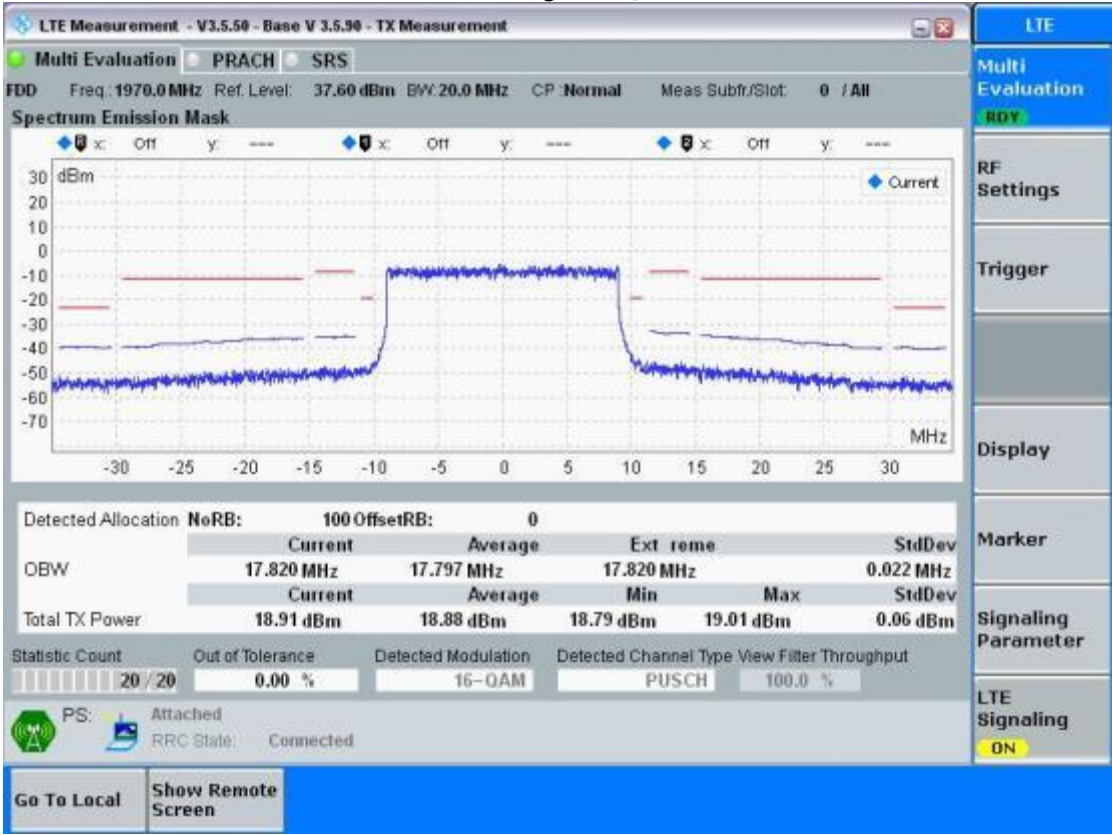 LTE Measurement - V3.5.50 - Base V 3.5.90 - TX Measurement
LTE
Multi Evaluation PRACH SRS
Multi
Evaluation
RDY
FDD Freq.: 1970.0 MHz Ref. Level: 37.60 dBm BW: 20.0 MHz CP :Normal Meas Subfr./Slot: 0 / All
Spectrum Emission Mask
x: Off y: --- x: Off y: --- x: Off y: ---
dBm
Current
30
20
10
0
-10
-20
-30
-40
-50
-60
-70
MHz
-30 -25 -20 -15 -10 -5 0 5 10 15 20 25 30
RF
Settings
Trigger
Display
Marker
Signaling
Parameter
LTE
Signaling
ON
Detected Allocation NoRB: 100 OffsetRB: 0
Current Average Ext reme StdDev
OBW 17.820 MHz 17.797 MHz 17.820 MHz 0.022 MHz
Current Average Min Max StdDev
Total TX Power 18.91 dBm 18.88 dBm 18.79 dBm 19.01 dBm 0.06 dBm
Statistic Count Out of Tolerance Detected Modulation Detected Channel Type View Filter Throughput
20 / 20 0.00 % 16-QAM PUSCH 100.0 %
PS: Attached
RRC State: Connected
Go To Local
Show Remote
Screen